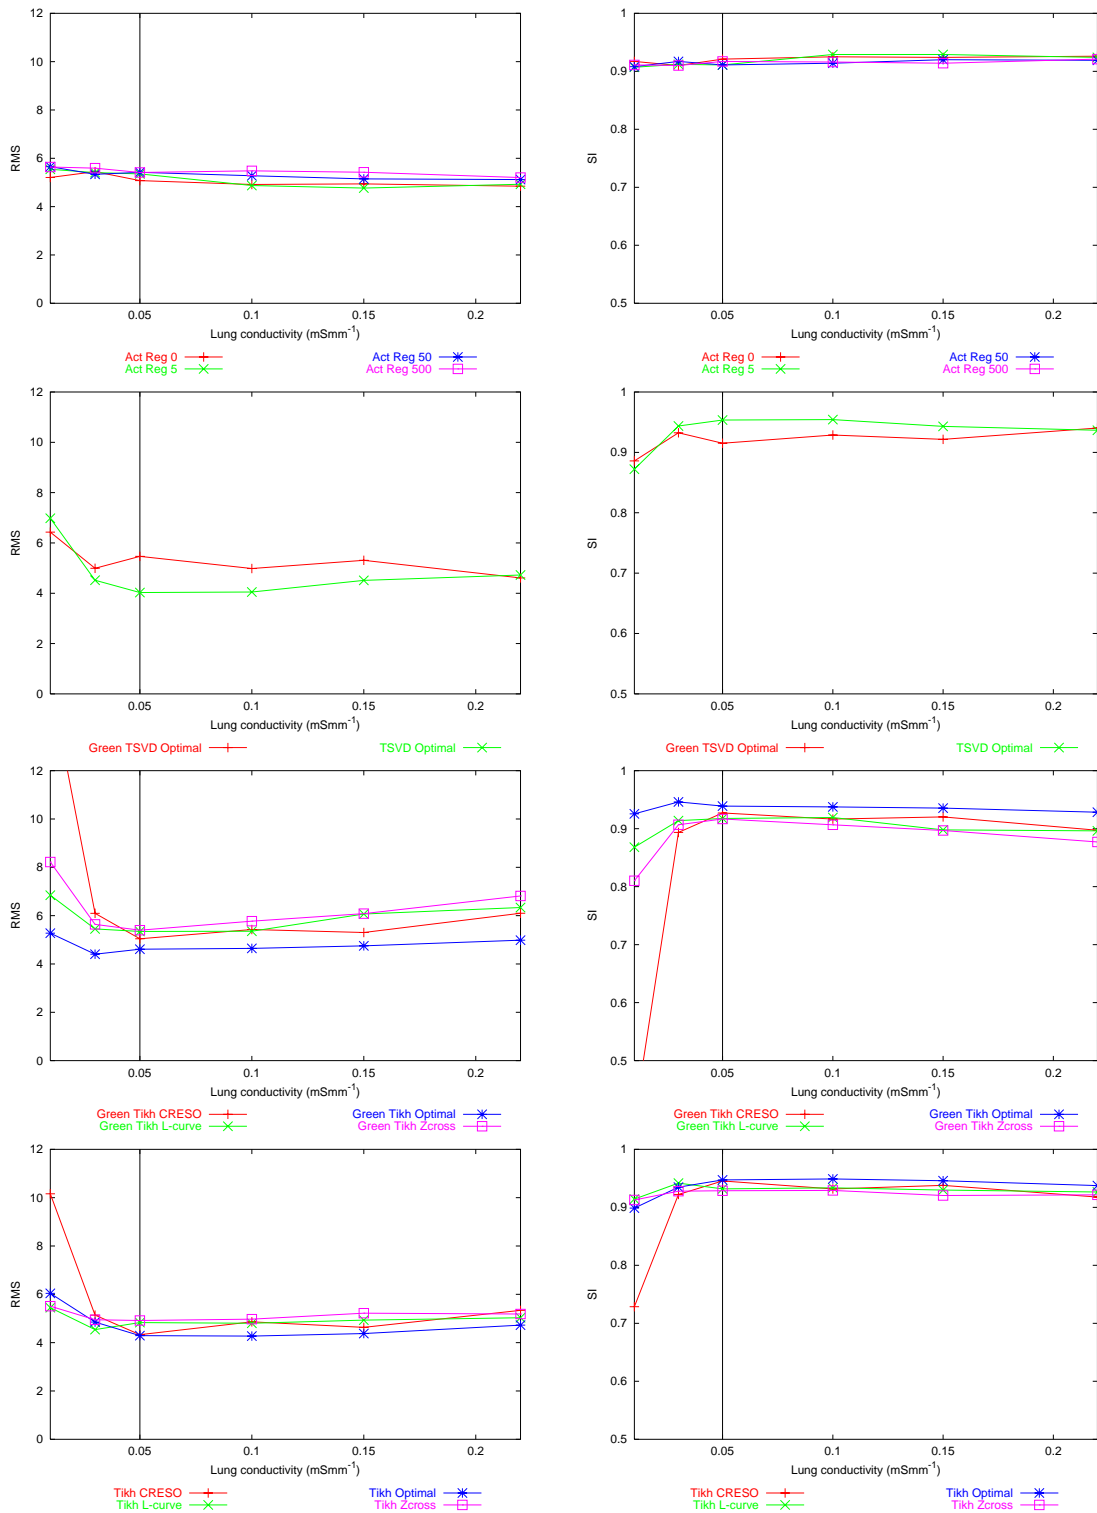 12
10
8
6
4
2
0
RMS
0.05 0.1 0.15 0.2
Lung conductivity (mSmm-1)
Act Reg 0
Act Reg 5
Act Reg 50
Act Reg 500
1
0.9
0.8
0.7
0.6
0.5
SI
0.05 0.1 0.15 0.2
Lung conductivity (mSmm-1)
Act Reg 0
Act Reg 5
Act Reg 50
Act Reg 500
12
10
8
6
4
2
0
RMS
0.05 0.1 0.15 0.2
Lung conductivity (mSmm-1)
Green TSVD Optimal
TSVD Optimal
1
0.9
0.8
0.7
0.6
0.5
SI
0.05 0.1 0.15 0.2
Lung conductivity (mSmm-1)
Green TSVD Optimal
TSVD Optimal
12
10
8
6
4
2
0
RMS
0.05 0.1 0.15 0.2
Lung conductivity (mSmm-1)
Green Tikh CRESO
Green Tikh L-curve
Green Tikh Optimal
Green Tikh Zcross
1
0.9
0.8
0.7
0.6
0.5
SI
0.05 0.1 0.15 0.2
Lung conductivity (mSmm-1)
Green Tikh CRESO
Green Tikh L-curve
Green Tikh Optimal
Green Tikh Zcross
12
10
8
6
4
2
0
RMS
0.05 0.1 0.15 0.2
Lung conductivity (mSmm-1)
Tikh CRESO
Tikh L-curve
Tikh Optimal
Tikh Zcross
1
0.9
0.8
0.7
0.6
0.5
SI
0.05 0.1 0.15 0.2
Lung conductivity (mSmm-1)
Tikh CRESO
Tikh L-curve
Tikh Optimal
Tikh Zcross